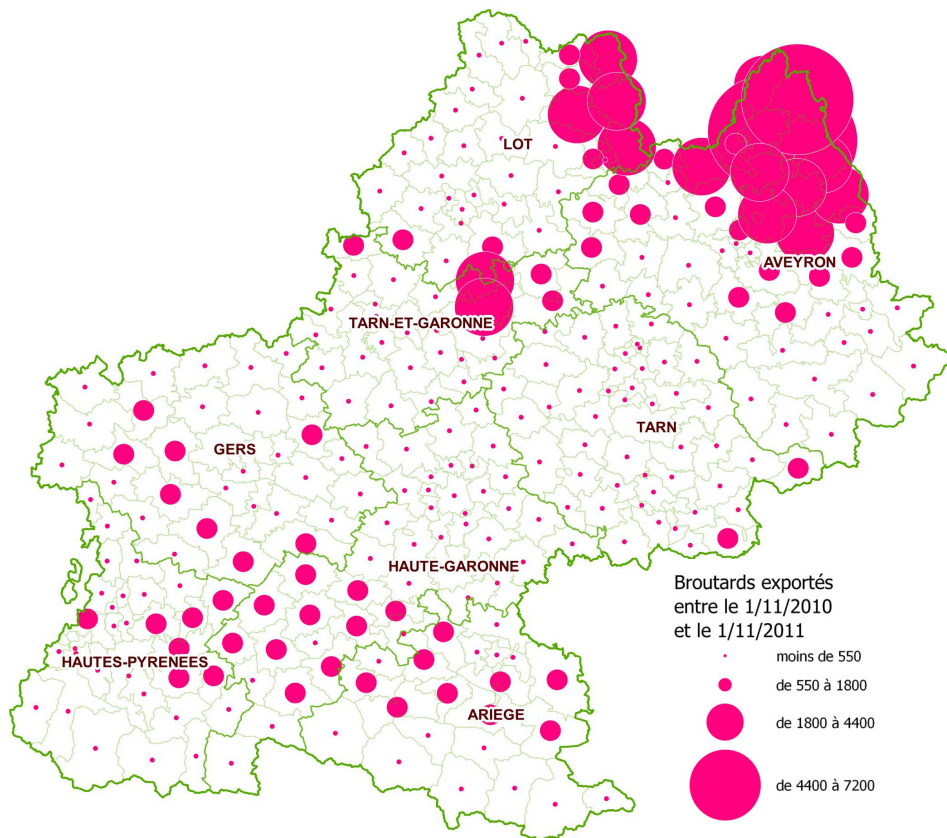 LOT
AVEYRON
TARN-ET-GARONNE
GERS
TARN
HAUTE-GARONNE
HAUTES-PYRENEES
ARIEGE
Broutards exportés
entre le 1/11/2010
et le 1/11/2011
moins de 550
de 550 à 1800
de 1800 à 4400
de 4400 à 7200